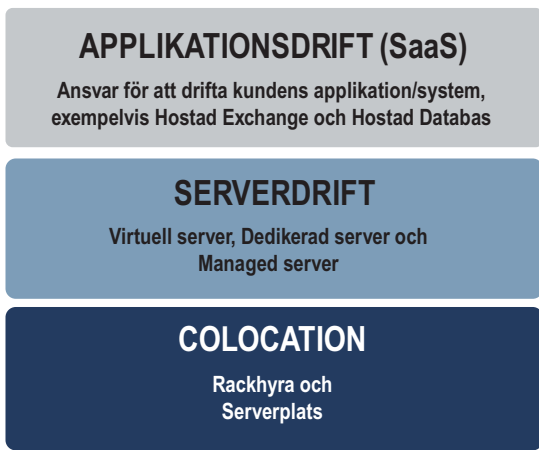 APPLIKATIONSDRIFT (SaaS)
Ansvar för att drifta kundens applikation/system,
exempelvis Hostad Exchange och Hostad Databas
SERVERDRIFT
Virtuell server, Dedikerad server och
Managed server
COLOCATION
Rackhyra och
Serverplats